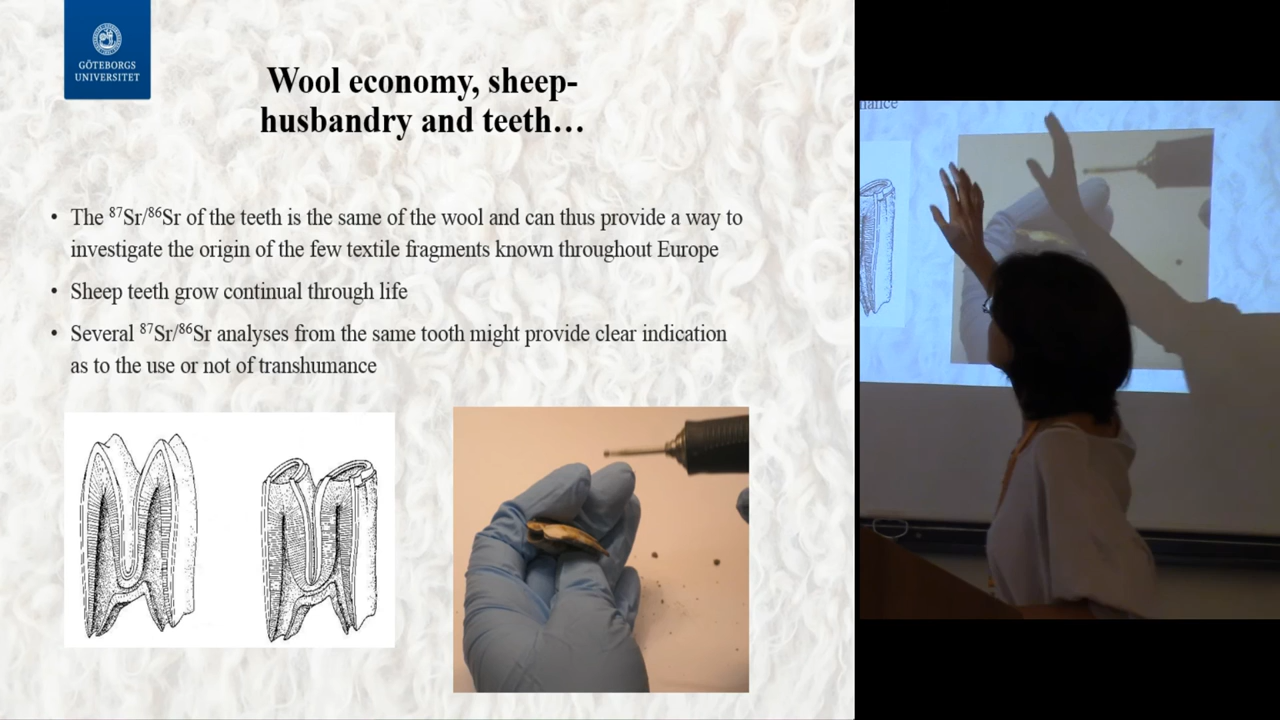 GÖTEBORGS
UNIVERSITET
Wool economy, sheep-
husbandry and teeth…
• The ⁸⁷Sr/⁸⁶Sr of the teeth is the same of the wool and can thus provide a way to
investigate the origin of the few textile fragments known throughout Europe
• Sheep teeth grow continual through life
• Several ⁸⁷Sr/⁸⁶Sr analyses from the same tooth might provide clear indication
as to the use or not of transhumance